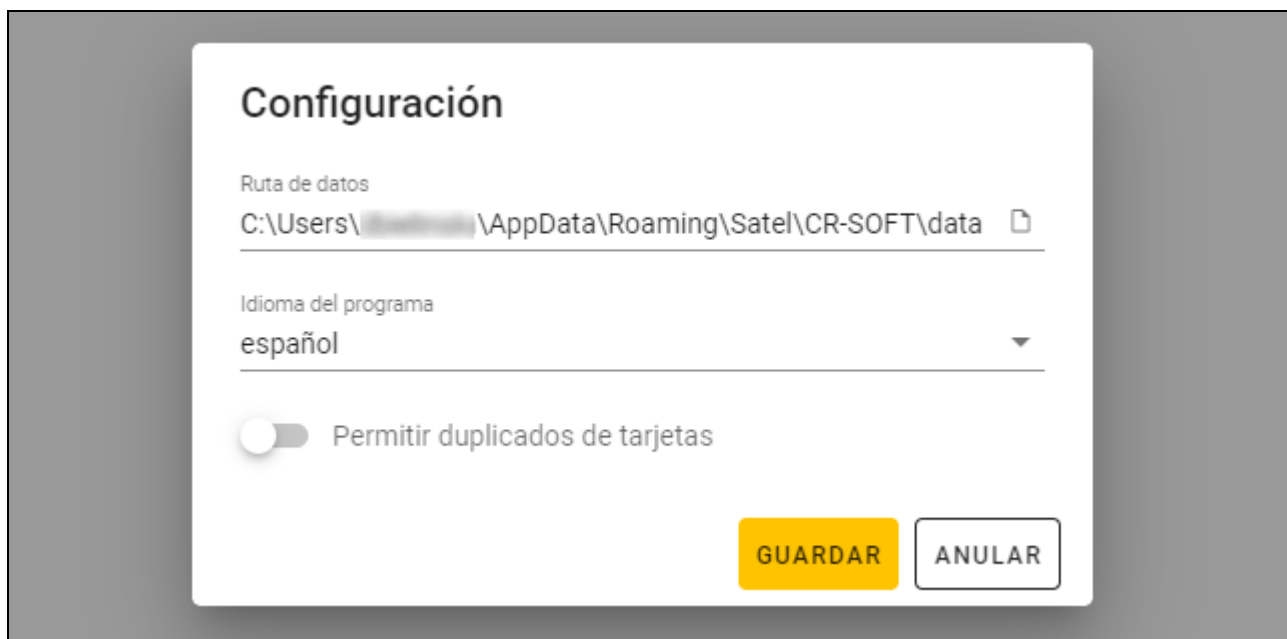 Configuración
Ruta de datos
C:\Users\ \AppData\Roaming\Satel\CR-SOFT\data
Idioma del programa
español
Permitir duplicados de tarjetas
GUARDAR
ANULAR